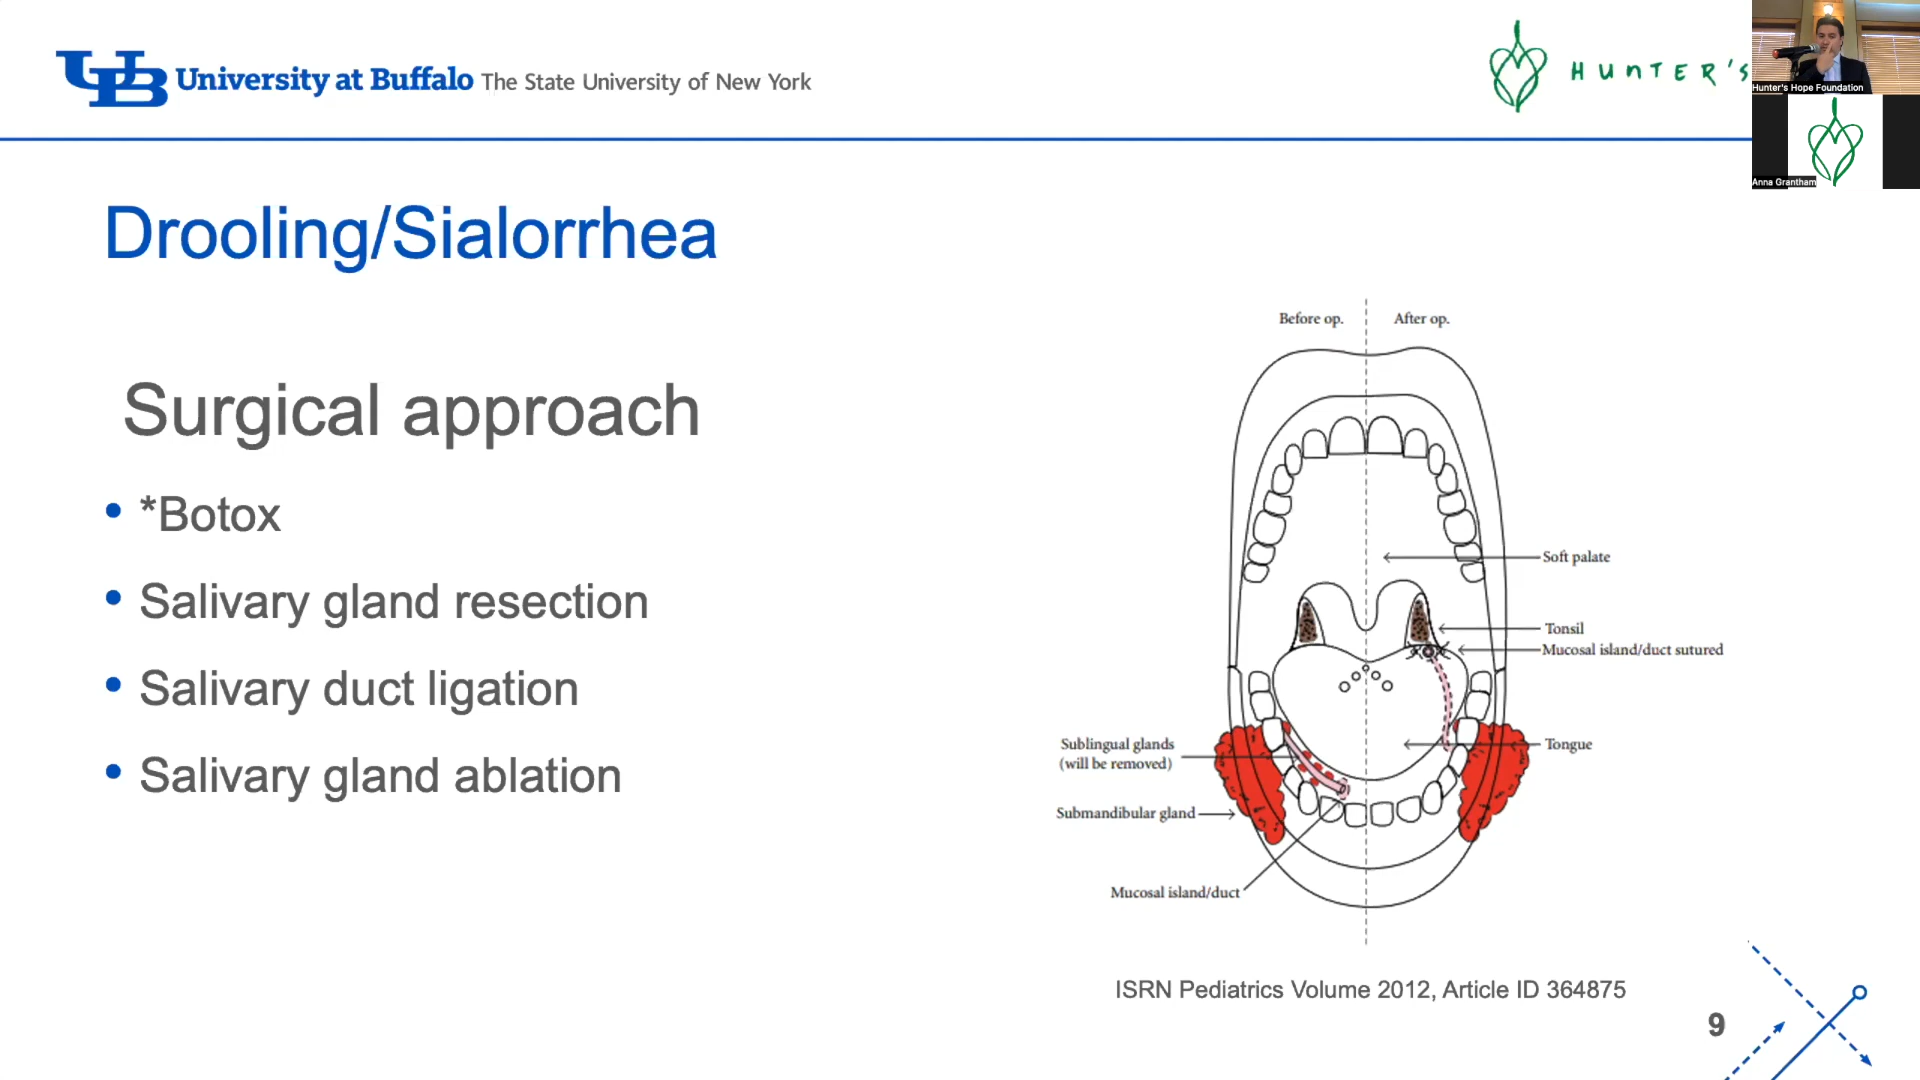 UB University at Buffalo The State University of New York
HUnTER'S
Hunter's Hope Foundation
Anna Grantham
Drooling/Sialorrhea
Surgical approach
• *Botox
• Salivary gland resection
• Salivary duct ligation
• Salivary gland ablation
Before op.
After op.
Soft palate
Tonsil
Mucosal island/duct sutured
Sublingual glands
(will be removed)
Tongue
Submandibular gland
Mucosal island/duct
ISRN Pediatrics Volume 2012, Article ID 364875
9